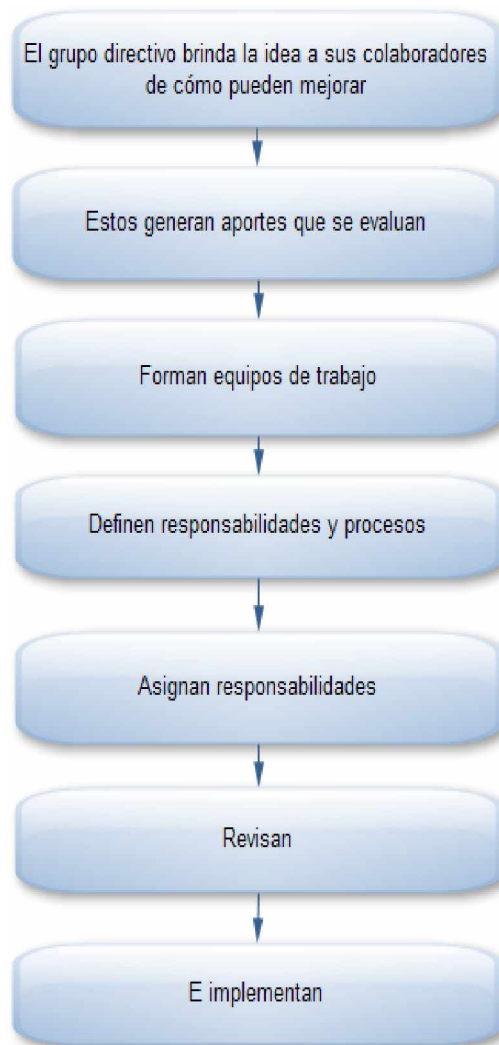 El grupo directivo brinda la idea a sus colaboradores
de cómo pueden mejorar
Estos generan aportes que se evaluan
Forman equipos de trabajo
Definen responsabilidades y procesos
Asignan responsabilidades
Revisan
E implementan